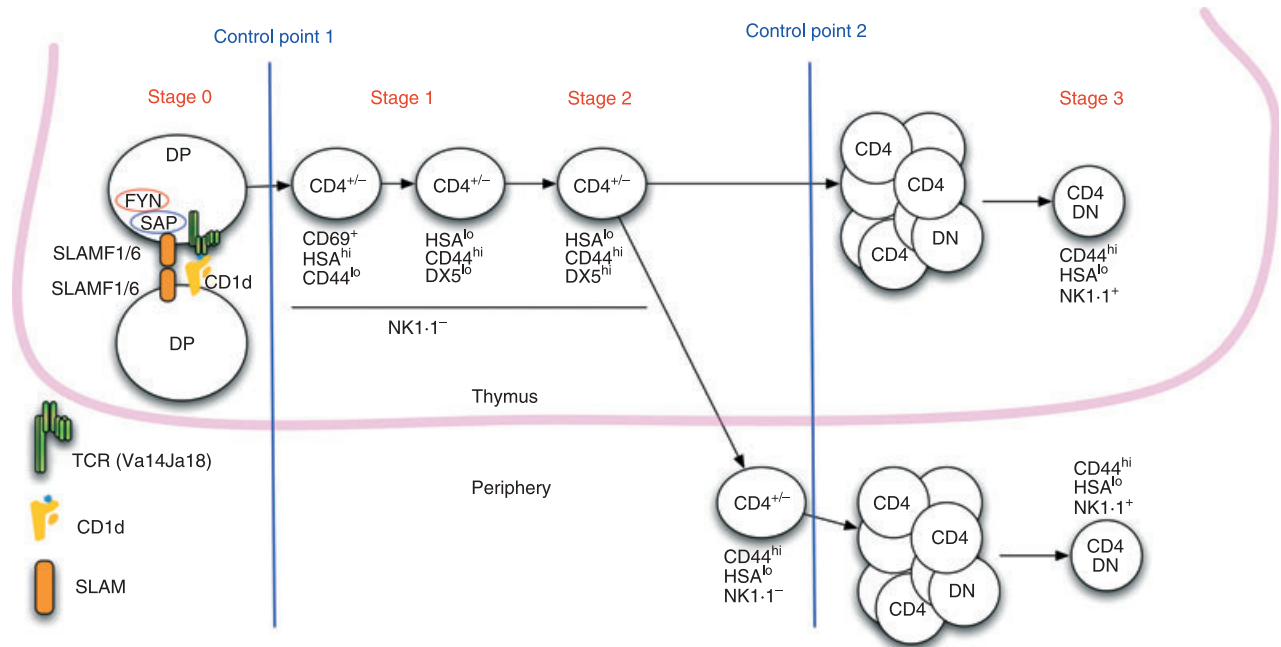 Control point 1
Control point 2
Stage 0
Stage 1
Stage 2
Stage 3
DP
FYN
SAP
SLAMF1/6
SLAMF1/6
CD1d
DP
CD4+/−
CD69+
HSAhi
CD44lo
CD4+/−
HSAlo
CD44hi
DX5lo
CD4+/−
HSAlo
CD44hi
DX5hi
NK1·1−
CD4
CD4
DN
CD4
CD4
DN
CD44hi
HSAlo
NK1·1+
Thymus
Periphery
TCR (Va14Ja18)
CD1d
SLAM
CD4+/−
CD44hi
HSAlo
NK1·1−
CD4
CD4
DN
CD4
CD44hi
HSAlo
NK1·1+
CD4
DN